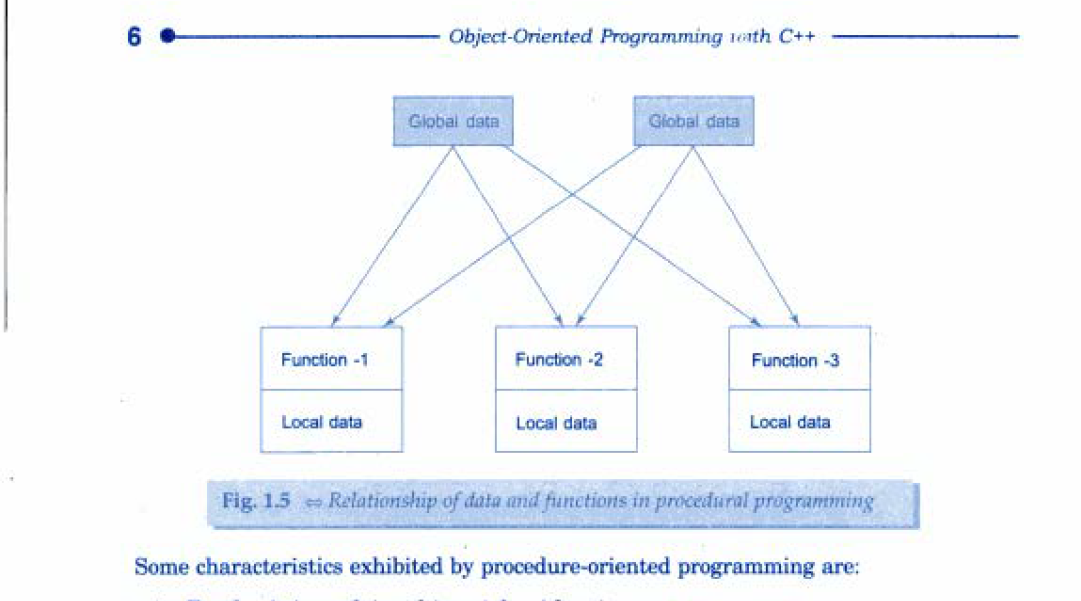 6 Object-Oriented Programming with C++
Global data Global data
Function -1 Function -2 Function -3
Local data Local data Local data
Fig. 1.5 ⇔ Relationship of data and functions in procedural programming
Some characteristics exhibited by procedure-oriented programming are: